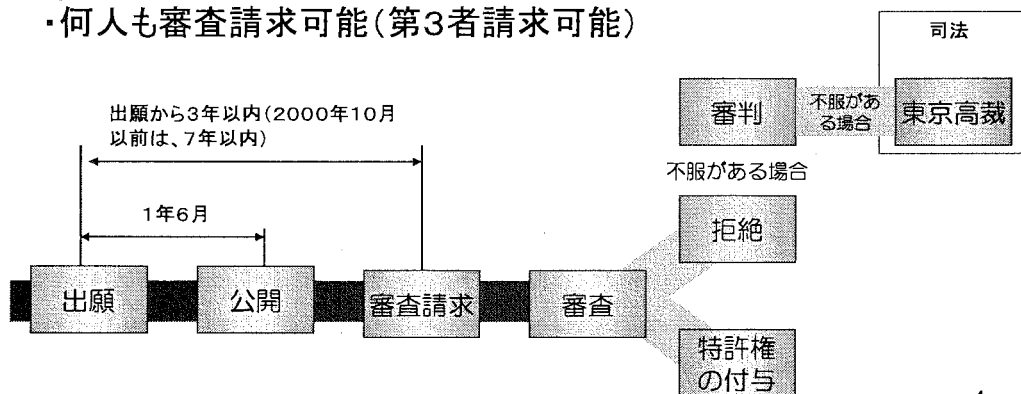 ・何人も審査請求可能(第3者請求可能)
司法
出願から3年以内(2000年10月
以前は、7年以内)
審判
不服があ
る場合
東京高裁
不服がある場合
1年6月
拒絶
出願
公開
審査請求
審査
特許権
の付与